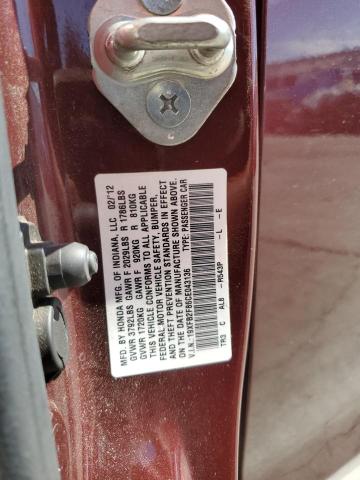 MFD. BY HONDA MFG. OF INDIANA, LLC 02/12
GVWR 3792LBS GAWR F 2029LBS R 1786LBS
GVWR 1720KG GAWR F 920KG R 810KG
THIS VEHICLE CONFORMS TO ALL APPLICABLE
FEDERAL MOTOR VEHICLE SAFETY, BUMPER,
AND THEFT PREVENTION STANDARDS IN EFFECT
ON THE DATE OF MANUFACTURE SHOWN ABOVE.
V.I.N.: 19XFB2F86CE043136 TYPE: PASSENGER CAR
TR3 C AL8 -R543P -L -E